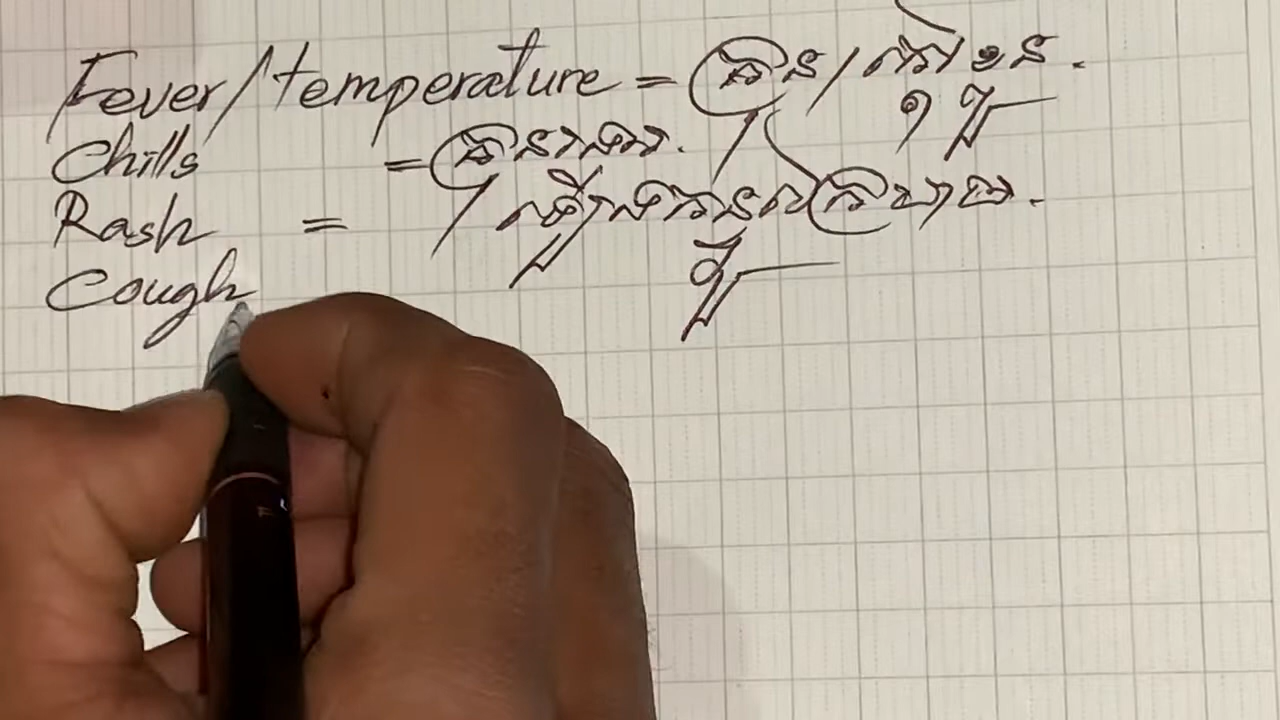 Fever/temperature = គ្រុន/ក្តៅខ្លួន.
Chills = គ្រុនរងា.
Rash =
Cough